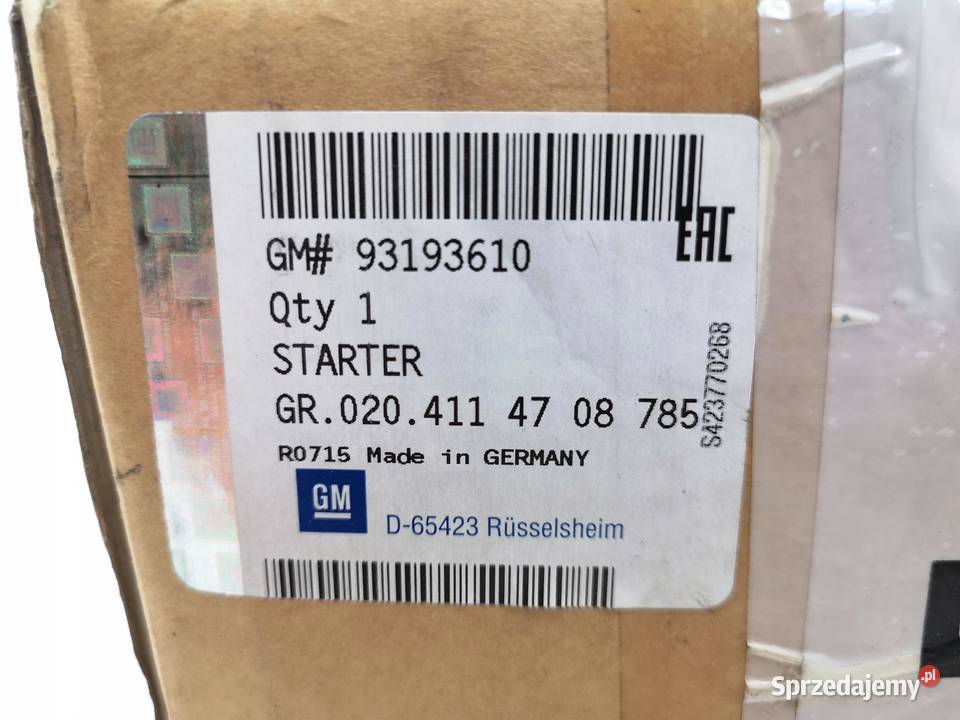 EAC
GM# 93193610
Qty 1
STARTER
GR.020.411 47 08 785
S423770268
R0715 Made in GERMANY
GM
D-65423 Rüsselsheim
Sprzedajemy.pl